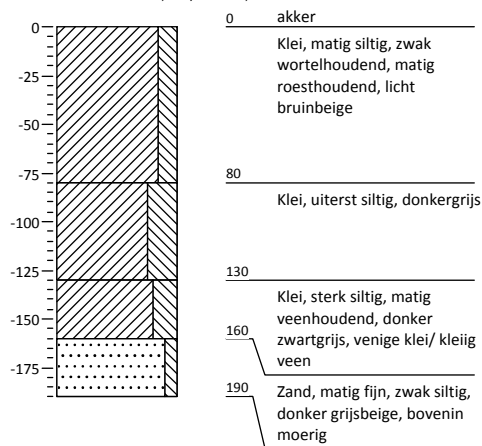 0
-25
-50
-75
-100
-125
-150
-175
0 akker
Klei, matig siltig, zwak
wortelhoudend, matig
roesthoudend, licht
bruinbeige
80
Klei, uiterst siltig, donkergrijs
130
Klei, sterk siltig, matig
veenhoudend, donker
zwartgrijs, venige klei/ kleiig
veen
160
190
Zand, matig fijn, zwak siltig,
donker grijsbeige, bovenin
moerig